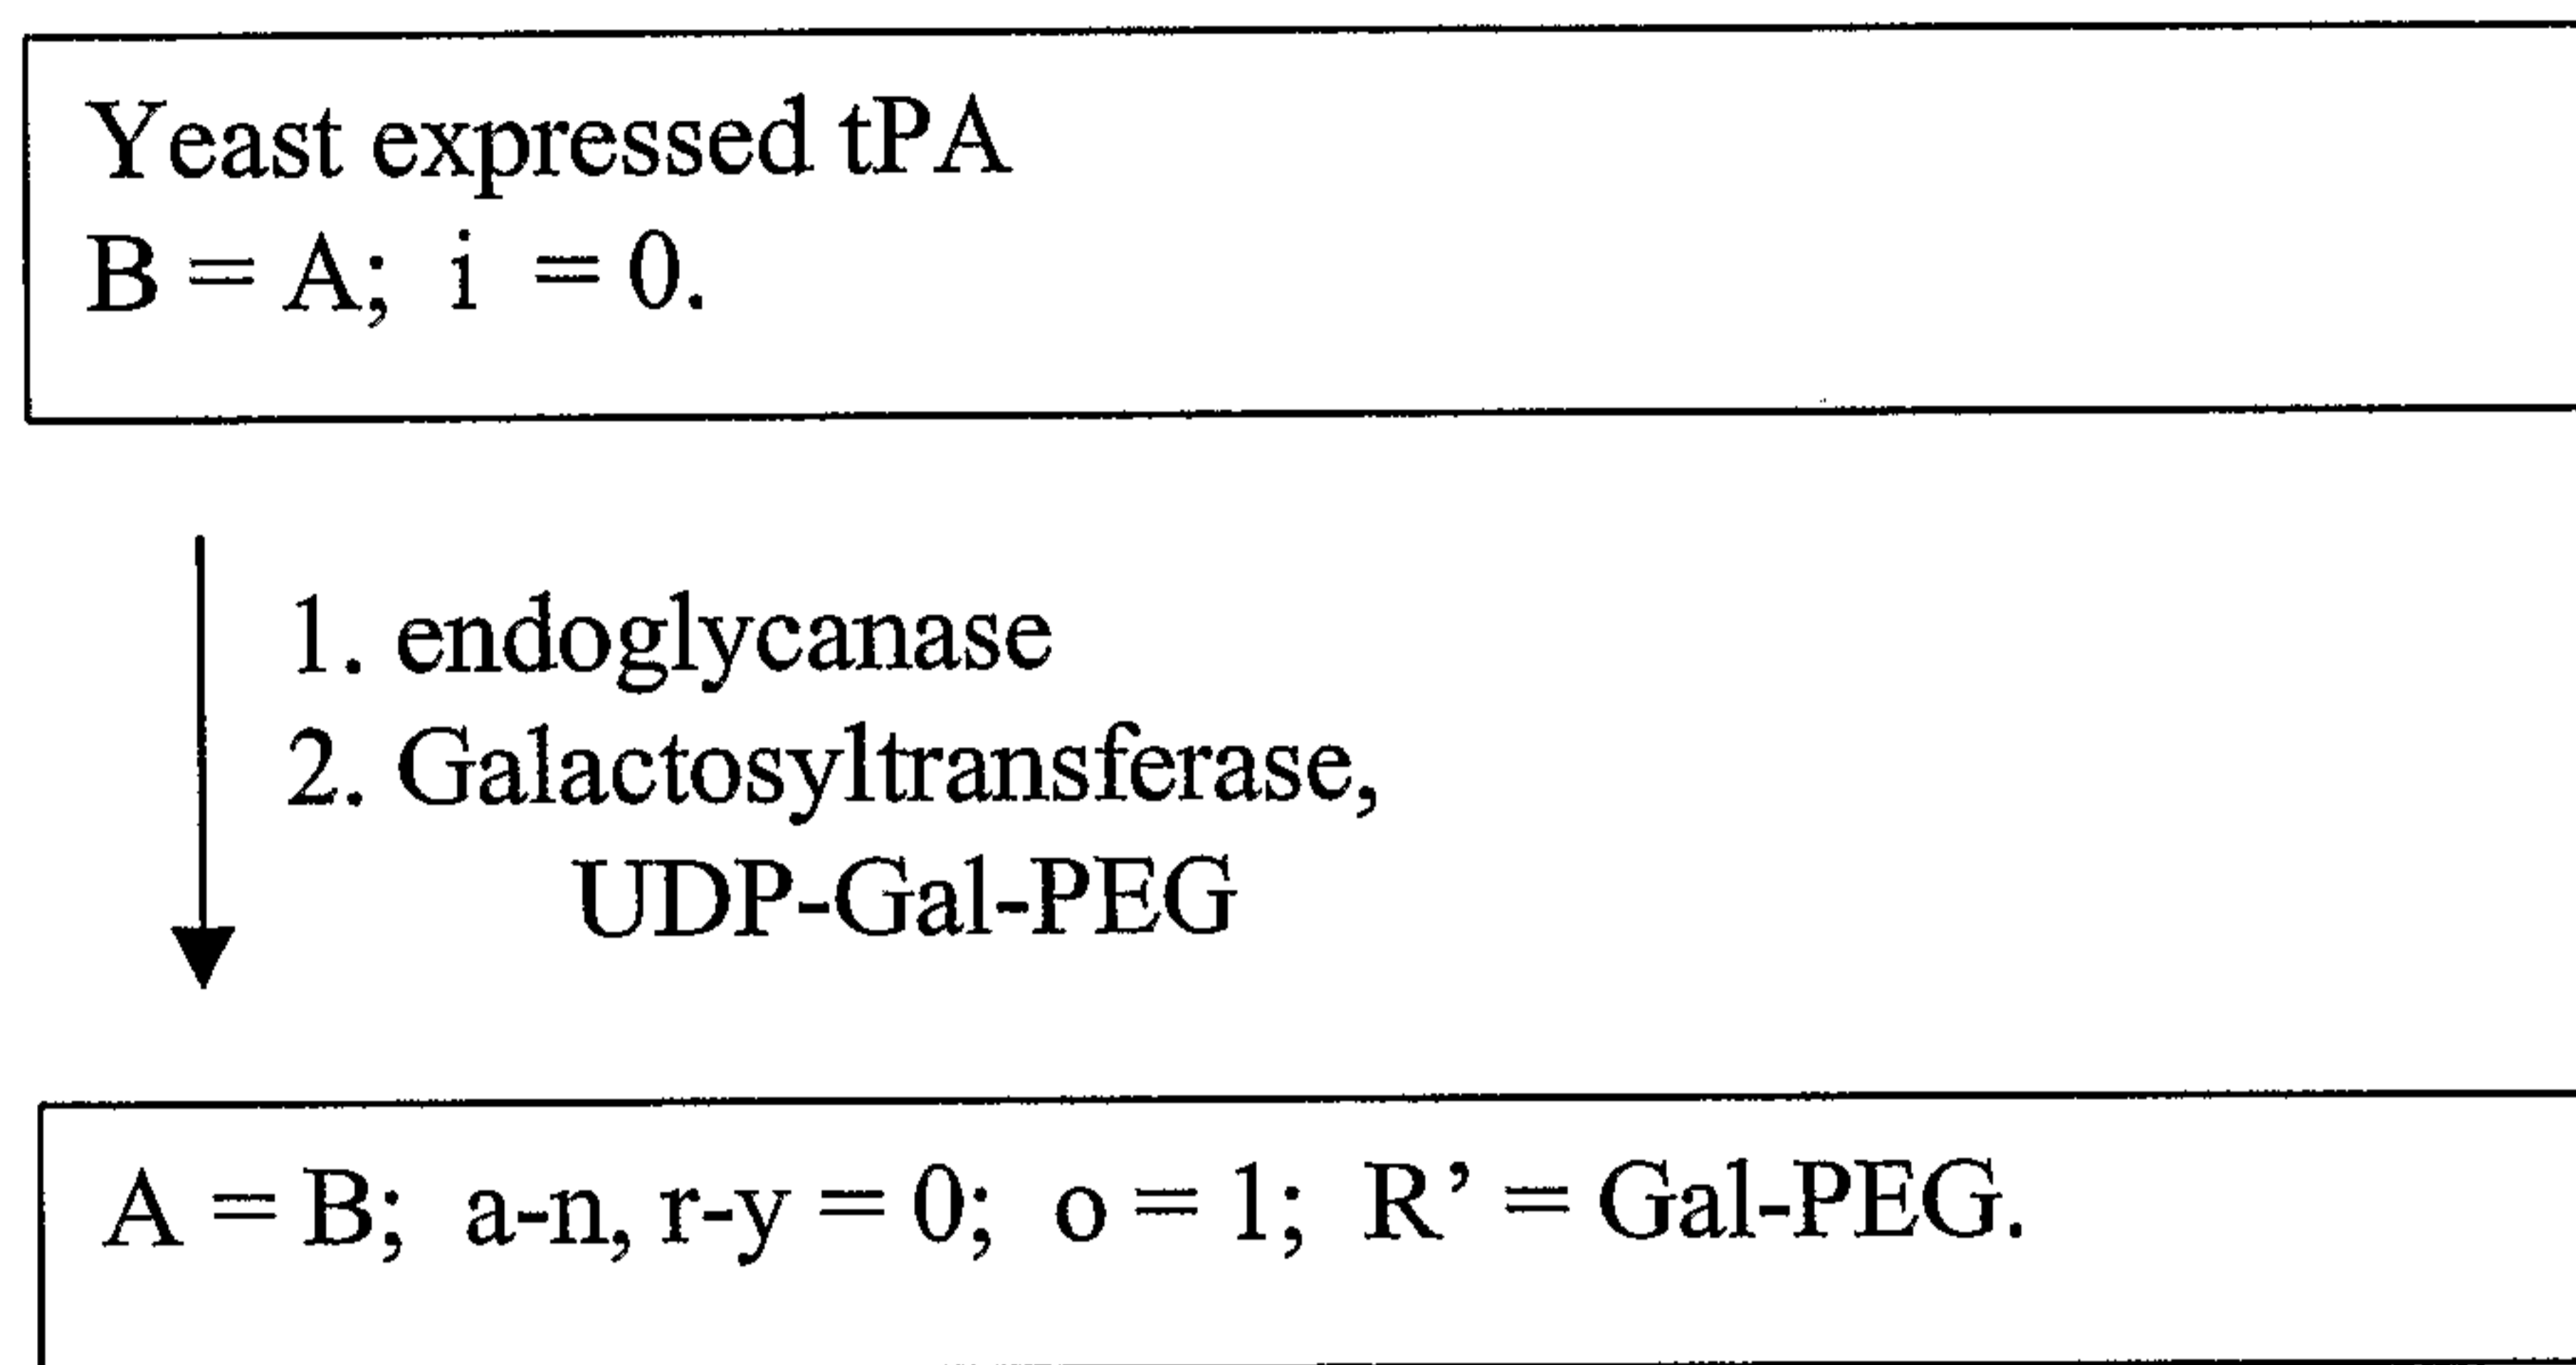 Yeast expressed tPA
B = A; i = 0.
1. endoglycanase
2. Galactosyltransferase,
UDP-Gal-PEG
A = B; a-n, r-y = 0; o = 1; R’ = Gal-PEG.